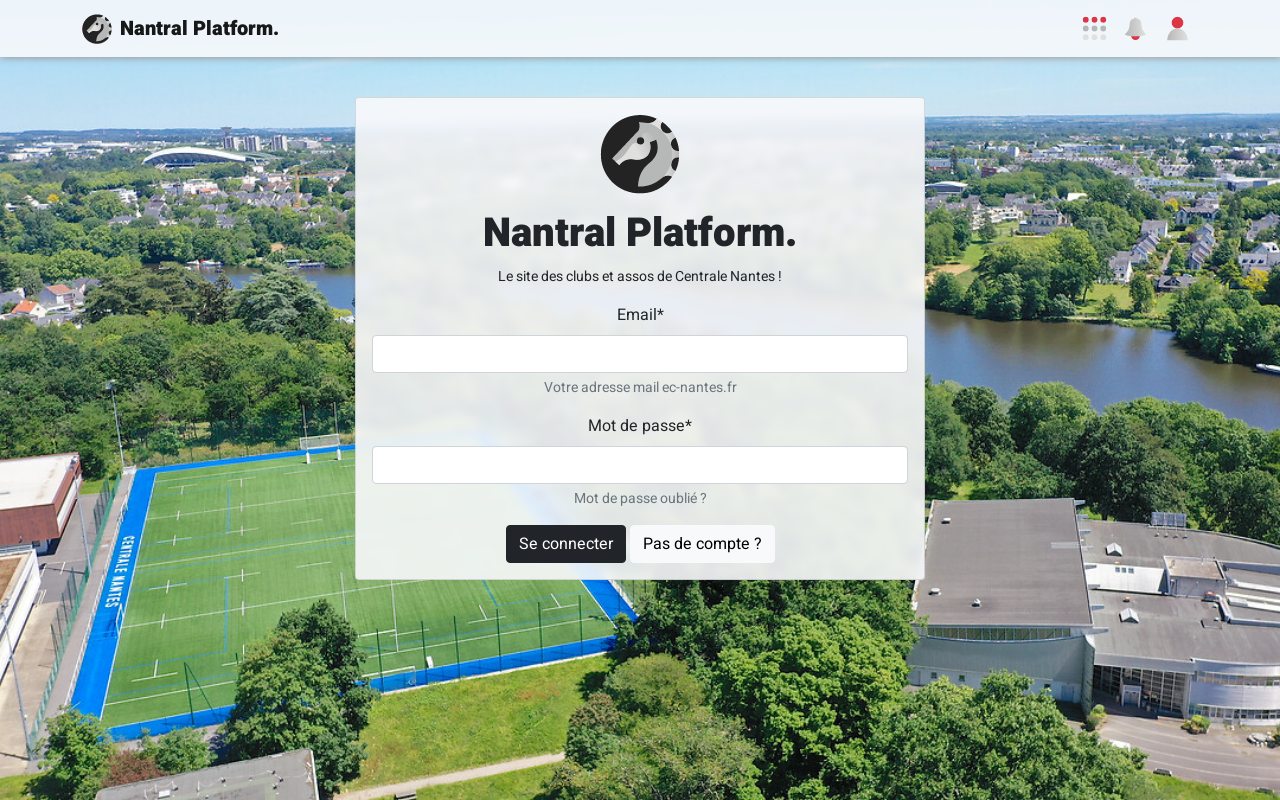 Nantral Platform.
Nantral Platform.
Le site des clubs et assos de Centrale Nantes !
Email*
Votre adresse mail ec-nantes.fr
Mot de passe*
Mot de passe oublié ?
Se connecter
Pas de compte ?
CENTRALE NANTES